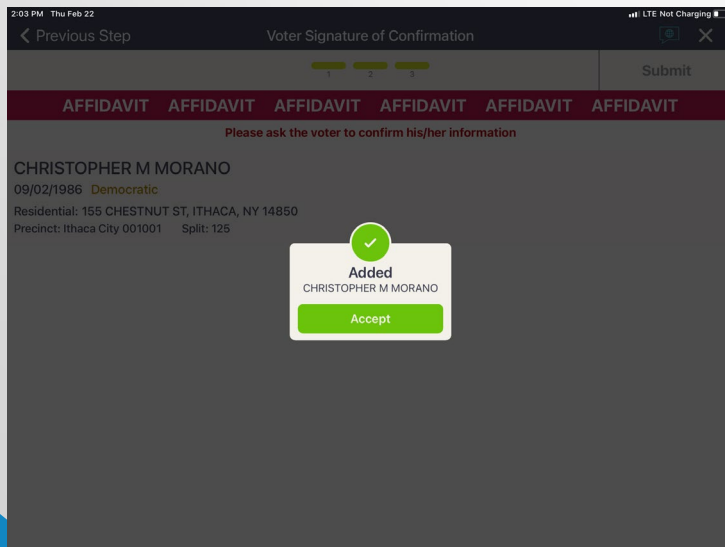 2:03 PM Thu Feb 22
LTE Not Charging
Previous Step
Voter Signature of Confirmation
1 2 3
Submit
AFFIDAVIT AFFIDAVIT AFFIDAVIT AFFIDAVIT AFFIDAVIT AFFIDAVIT
Please ask the voter to confirm his/her information
CHRISTOPHER M MORANO
09/02/1986 Democratic
Residential: 155 CHESTNUT ST, ITHACA, NY 14850
Precinct: Ithaca City 001001 Split: 125
Added
CHRISTOPHER M MORANO
Accept